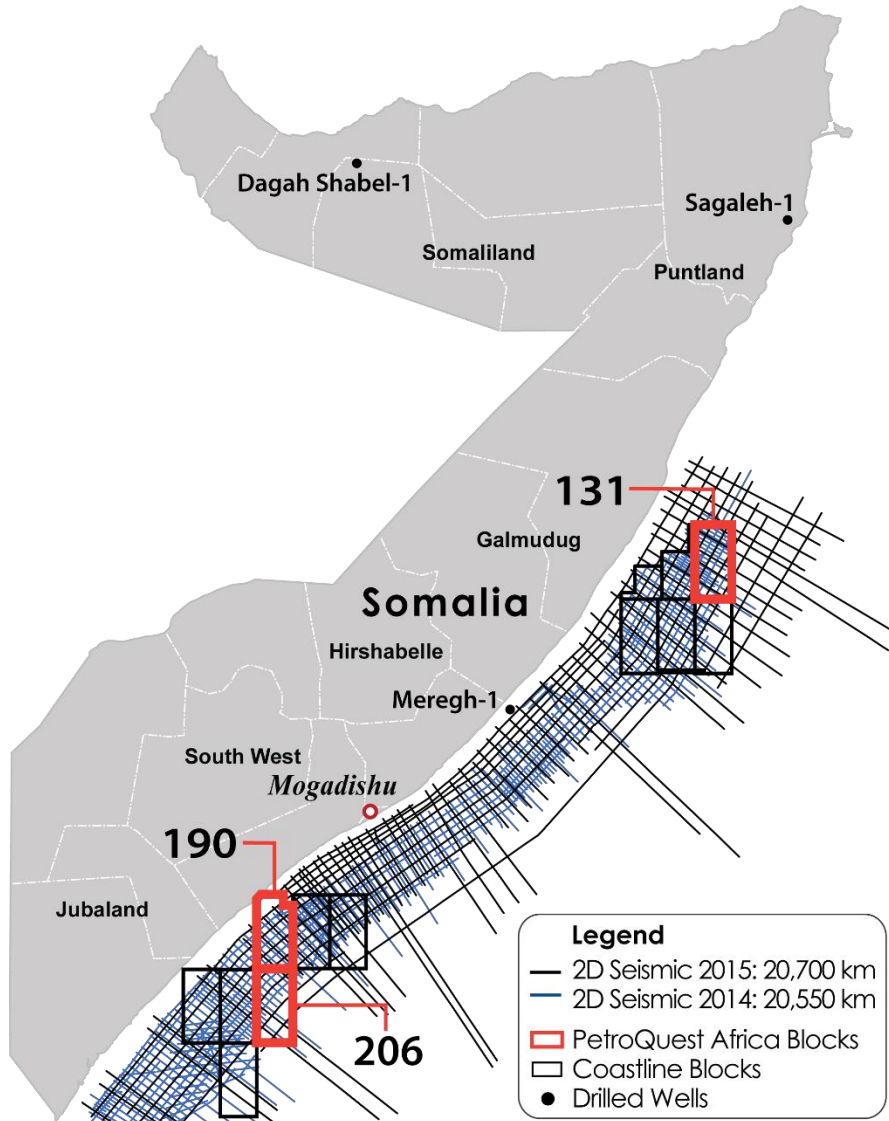 Dagah Shabel-1
Sagaleh-1
Somaliland
Puntland
131
Galmudug
Somalia
Hirshabelle
Meregh-1
South West
Mogadishu
190
Jubaland
206
Legend
2D Seismic 2015: 20,700 km
2D Seismic 2014: 20,550 km
PetroQuest Africa Blocks
Coastline Blocks
Drilled Wells